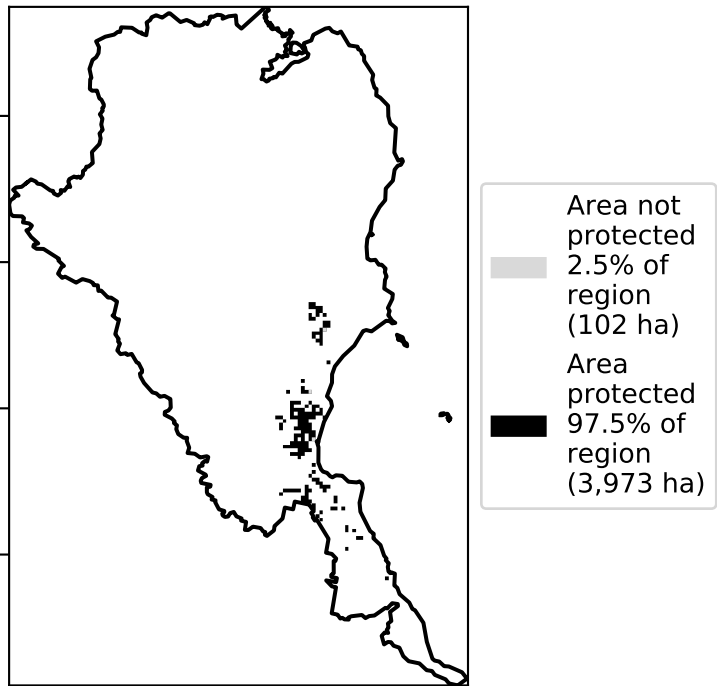 Area not
protected
2.5% of
region
(102 ha)
Area
protected
97.5% of
region
(3,973 ha)